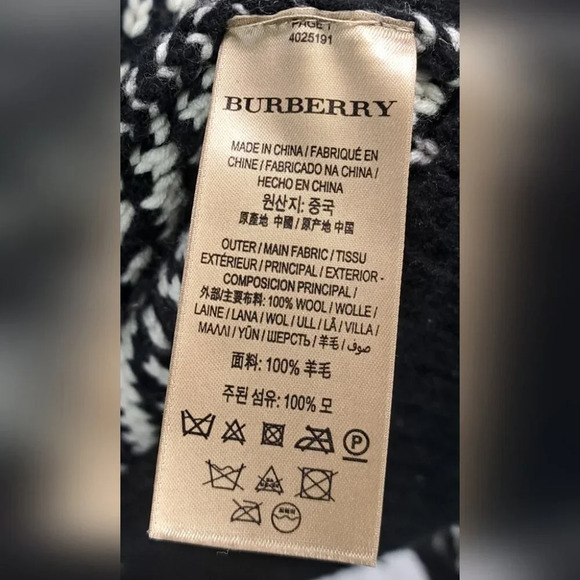 PAGE 1
4025191
BURBERRY
MADE IN CHINA / FABRIQUÉ EN
CHINE / FABRICADO NA CHINA /
HECHO EN CHINA
원산지: 중국
原產地 中國 / 原产地 中国
OUTER / MAIN FABRIC / TISSU
EXTÉRIEUR / PRINCIPAL / EXTERIOR -
COMPOSICION PRINCIPAL /
外部/主要布料: 100% WOOL / WOLLE /
LAINE / LANA / WOL / ULL / LÃ / VILLA /
ΜΑΛΛΙ / YÜN / ШЕРСТЬ / 羊毛 / صوف /
面料: 100% 羊毛
주된 섬유: 100% 모
P